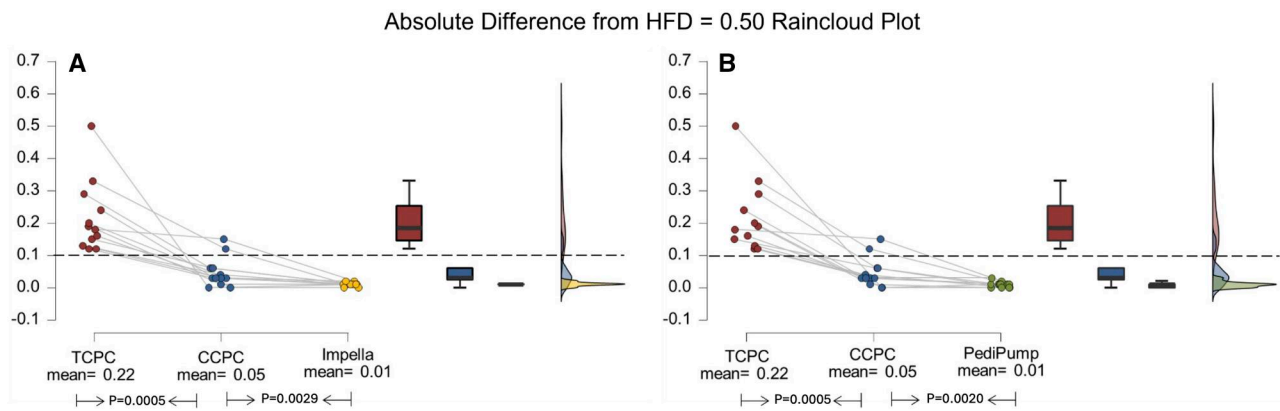 Absolute Difference from HFD = 0.50 Raincloud Plot
A
0.7
0.6
0.5
0.4
0.3
0.2
0.1
0.0
-0.1
TCPC CCPC Impella
mean= 0.22 mean= 0.05 mean= 0.01
P=0.0005 P=0.0029
B
0.7
0.6
0.5
0.4
0.3
0.2
0.1
0.0
-0.1
TCPC CCPC PediPump
mean= 0.22 mean= 0.05 mean= 0.01
P=0.0005 P=0.0020